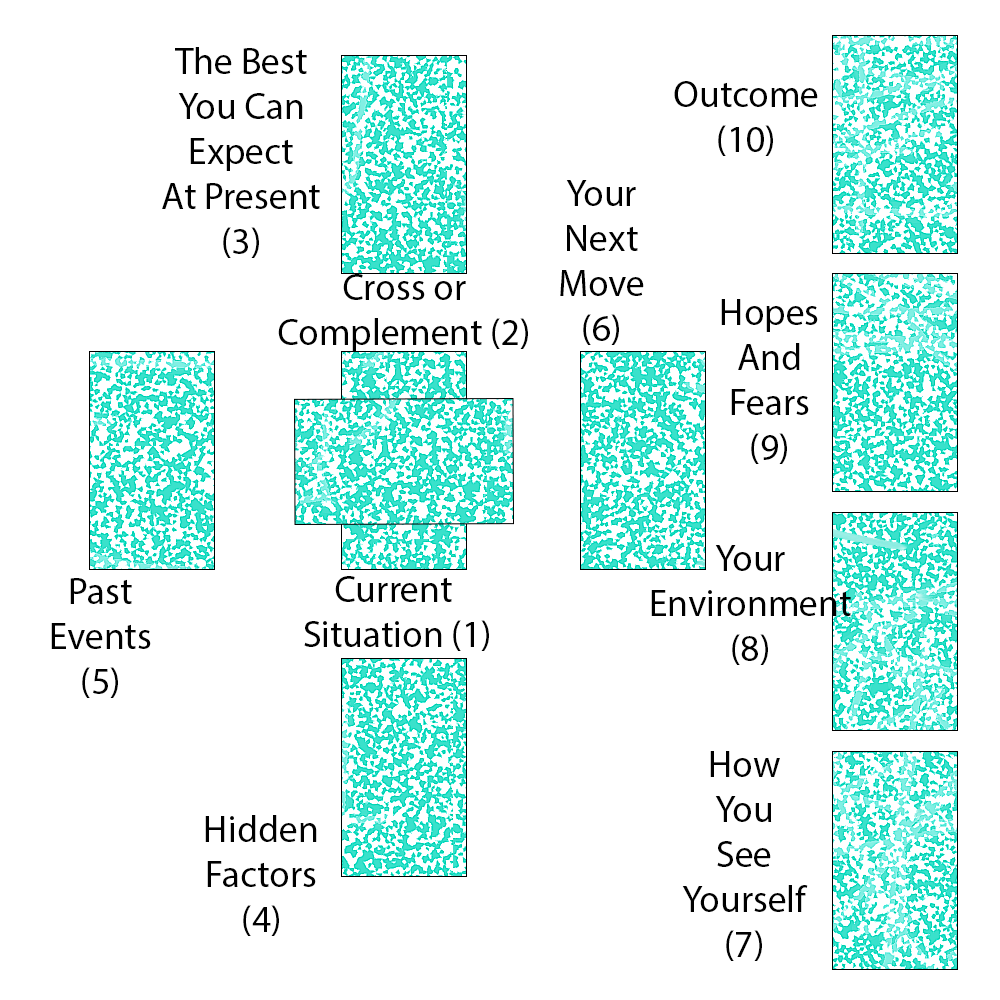 The Best
You Can
Expect
At Present
(3)
Outcome
(10)
Your
Next
Move
(6)
Cross or
Complement (2)
Hopes
And
Fears
(9)
Past
Events
(5)
Current
Situation (1)
Your
Environment
(8)
Hidden
Factors
(4)
How
You
See
Yourself
(7)